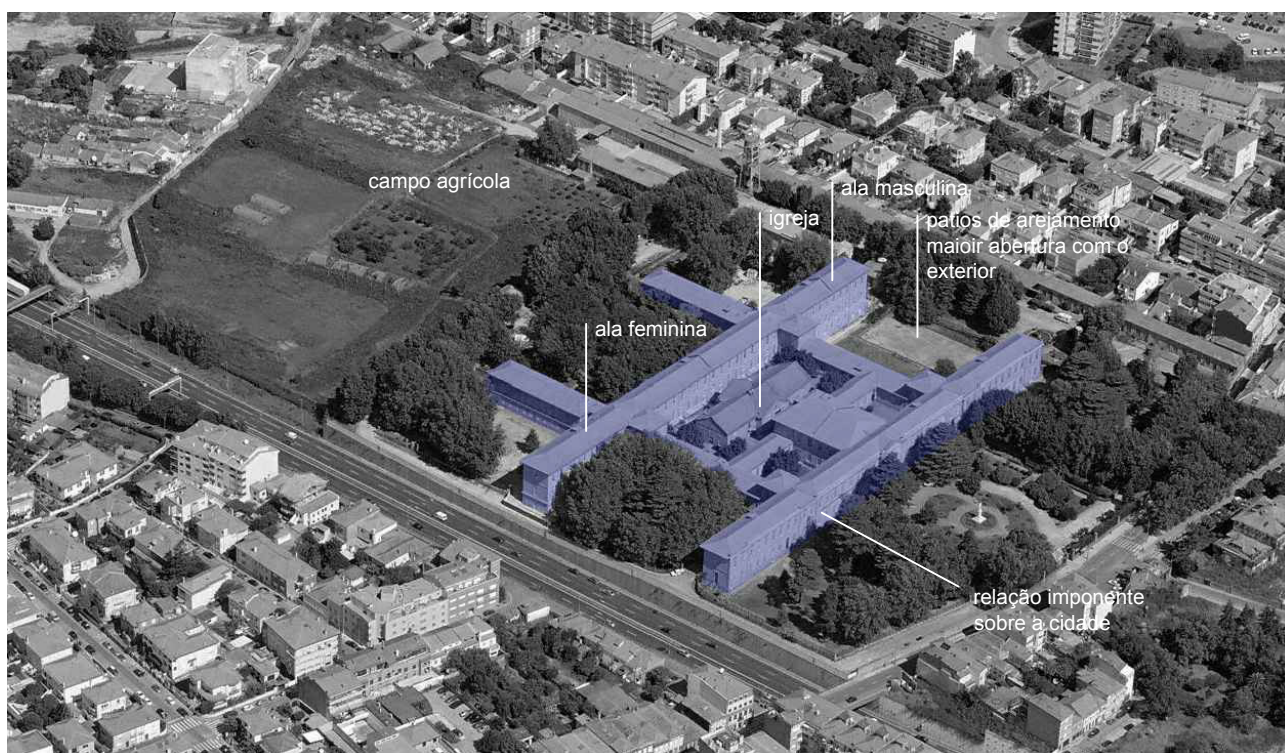 campo agrícola
ala masculina
igreja
patios de arejamento
maioir abertura com o
exterior
ala feminina
relação imponente
sobre a cidade